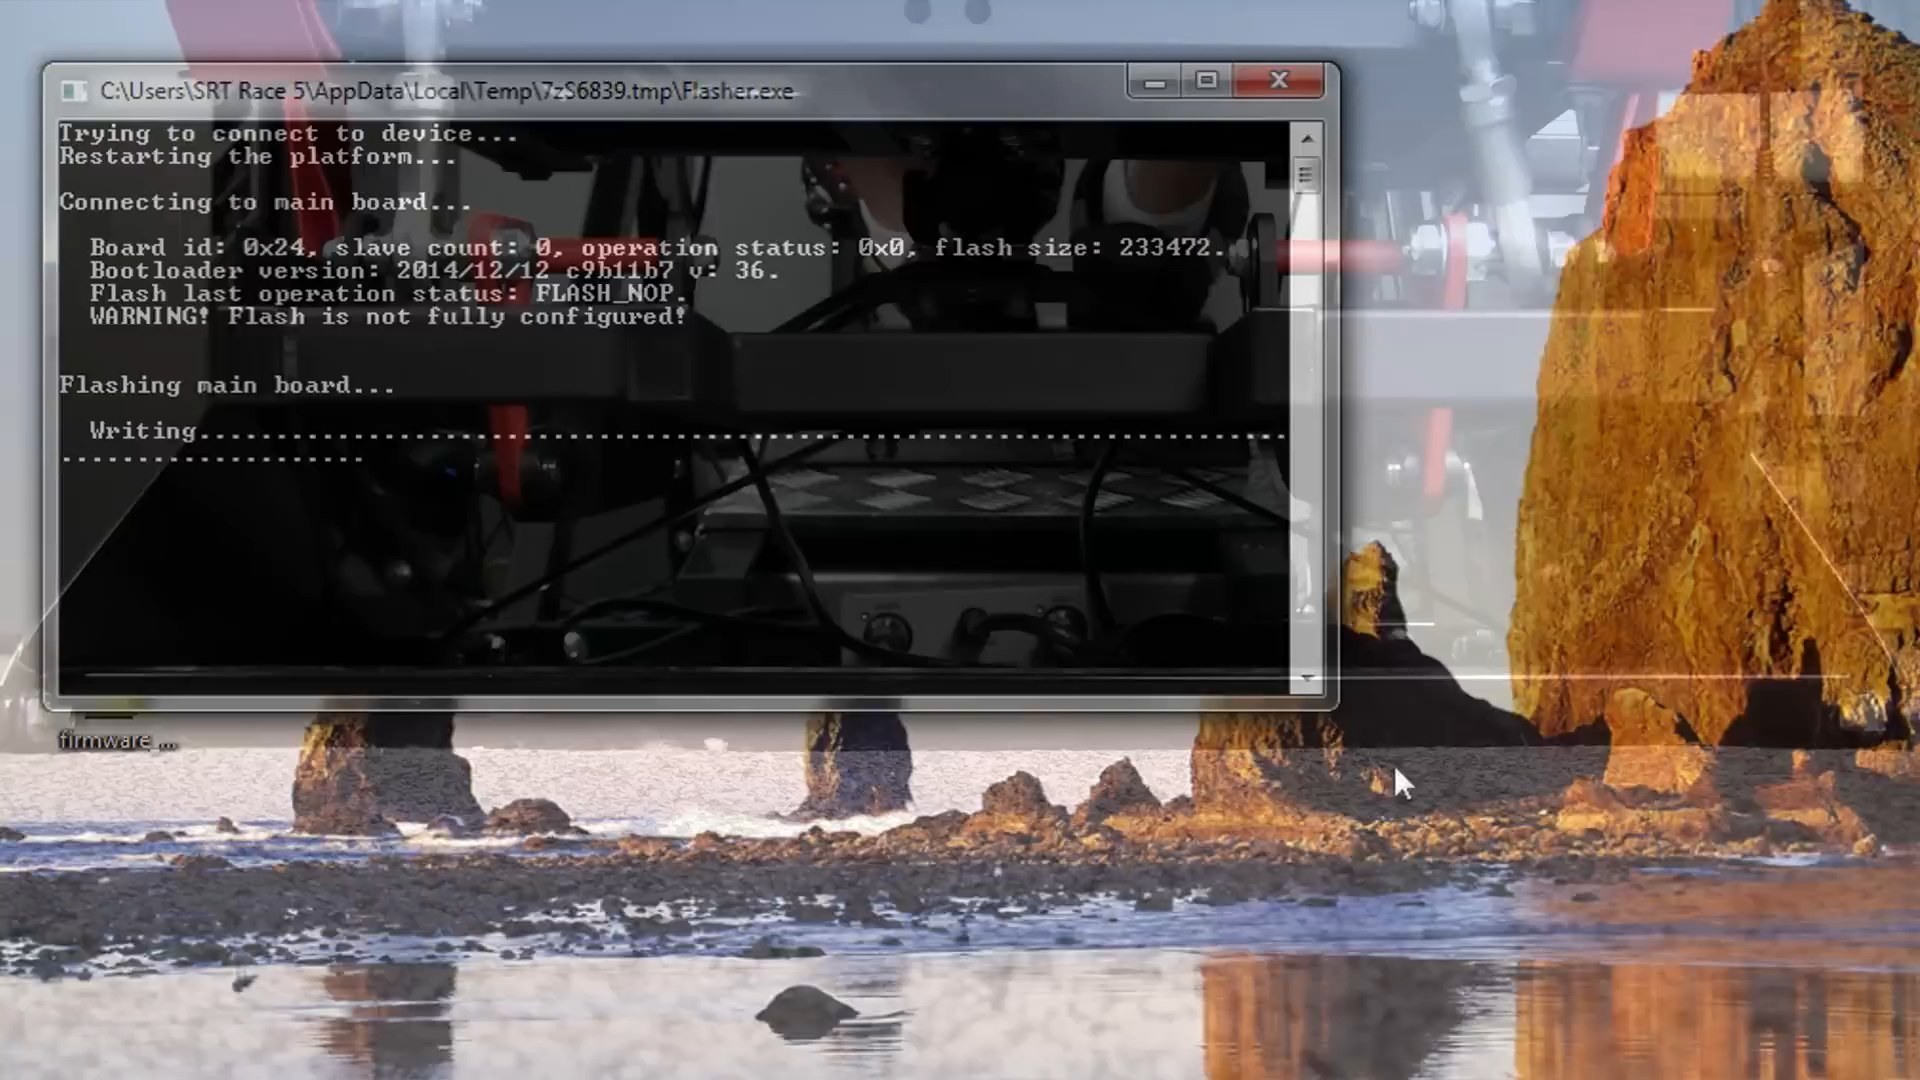 C:\Users\SRT Race 5\AppData\Local\Temp\7zS6839.tmp\Flasher.exe
Trying to connect to device...
Restarting the platform...
Connecting to main board...
Board id: 0x24, slave count: 0, operation status: 0x0, flash size: 233472.
Bootloader version: 2014/12/12 c9b11b7 v: 36.
Flash last operation status: FLASH_NOP.
WARNING! Flash is not fully configured!
Flashing main board...
Writing.......................................................................
....................
firmware_...